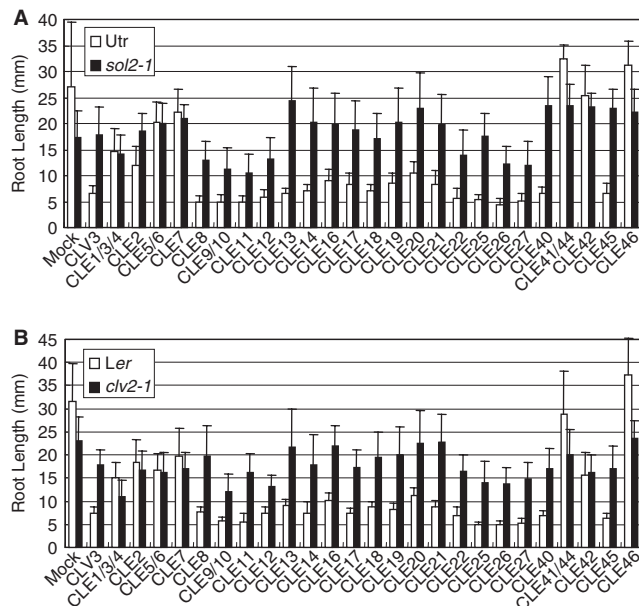 A
40
35
30
25
20
15
10
5
0
Root Length (mm)
Utr
sol2-1
Mock
CLV3
CLE1/3/4
CLE2
CLE5/6
CLE7
CLE8
CLE9/10
CLE11
CLE12
CLE13
CLE14
CLE16
CLE17
CLE18
CLE19
CLE20
CLE21
CLE22
CLE25
CLE26
CLE27
CLE40
CLE41/44
CLE42
CLE45
CLE46
B
45
40
35
30
25
20
15
10
5
0
Root Length (mm)
Ler
clv2-1
Mock
CLV3
CLE1/3/4
CLE2
CLE5/6
CLE7
CLE8
CLE9/10
CLE11
CLE12
CLE13
CLE14
CLE16
CLE17
CLE18
CLE19
CLE20
CLE21
CLE22
CLE25
CLE26
CLE27
CLE40
CLE41/44
CLE42
CLE45
CLE46